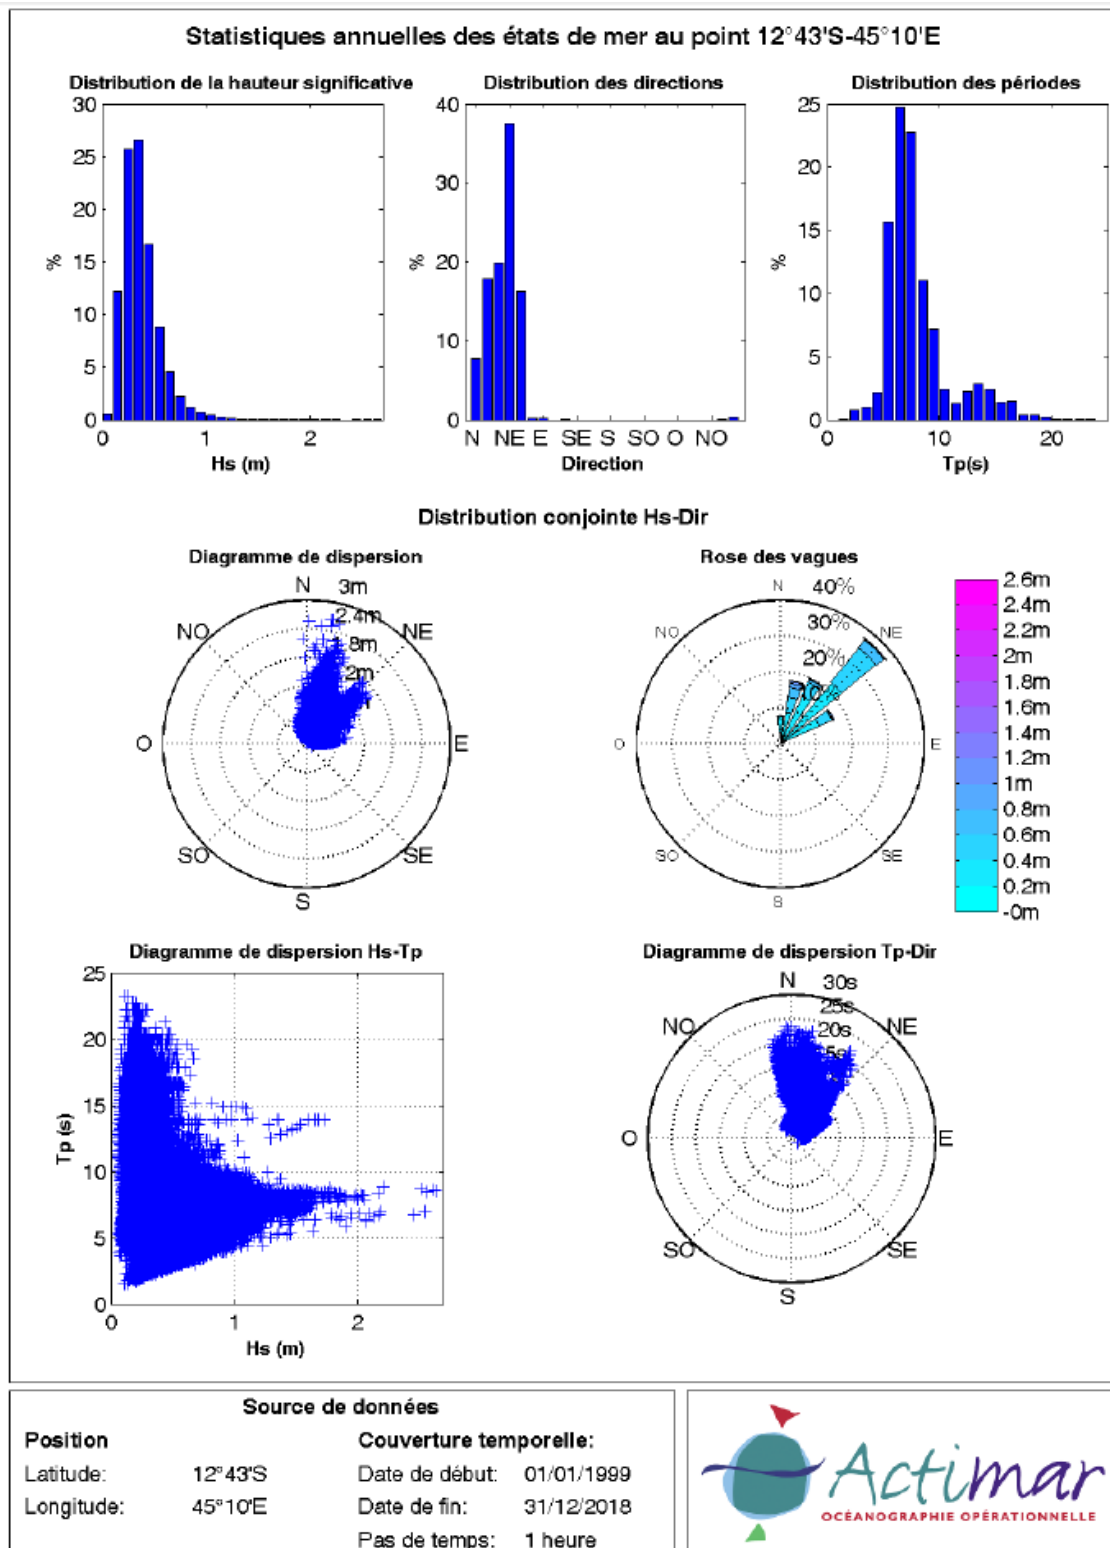 Statistiques annuelles des états de mer au point 12°43'S-45°10'E
Distribution de la hauteur significative
30
25
20
15
10
5
0
%
0 1 2
Hs (m)
Distribution des directions
40
30
20
10
0
%
N NE E SE S SO O NO
Direction
Distribution des périodes
25
20
15
10
5
0
%
0 10 20
Tp(s)
Distribution conjointe Hs-Dir
Diagramme de dispersion
N
3m
2.4m
NO
NE
O
E
SO
SE
S
Rose des vagues
N
40%
30%
20%
NO
NE
O
E
SO
SE
S
2.6m
2.4m
2.2m
2m
1.8m
1.6m
1.4m
1.2m
1m
0.8m
0.6m
0.4m
0.2m
-0m
Diagramme de dispersion Hs-Tp
25
20
15
10
5
0
Tp (s)
0 1 2
Hs (m)
Diagramme de dispersion Tp-Dir
N
30s
25s
20s
NO
NE
O
E
SO
SE
S
Source de données
Position
Latitude: 12°43'S
Longitude: 45°10'E
Couverture temporelle:
Date de début: 01/01/1999
Date de fin: 31/12/2018
Pas de temps: 1 heure
Actimar
OCÉANOGRAPHIE OPÉRATIONNELLE